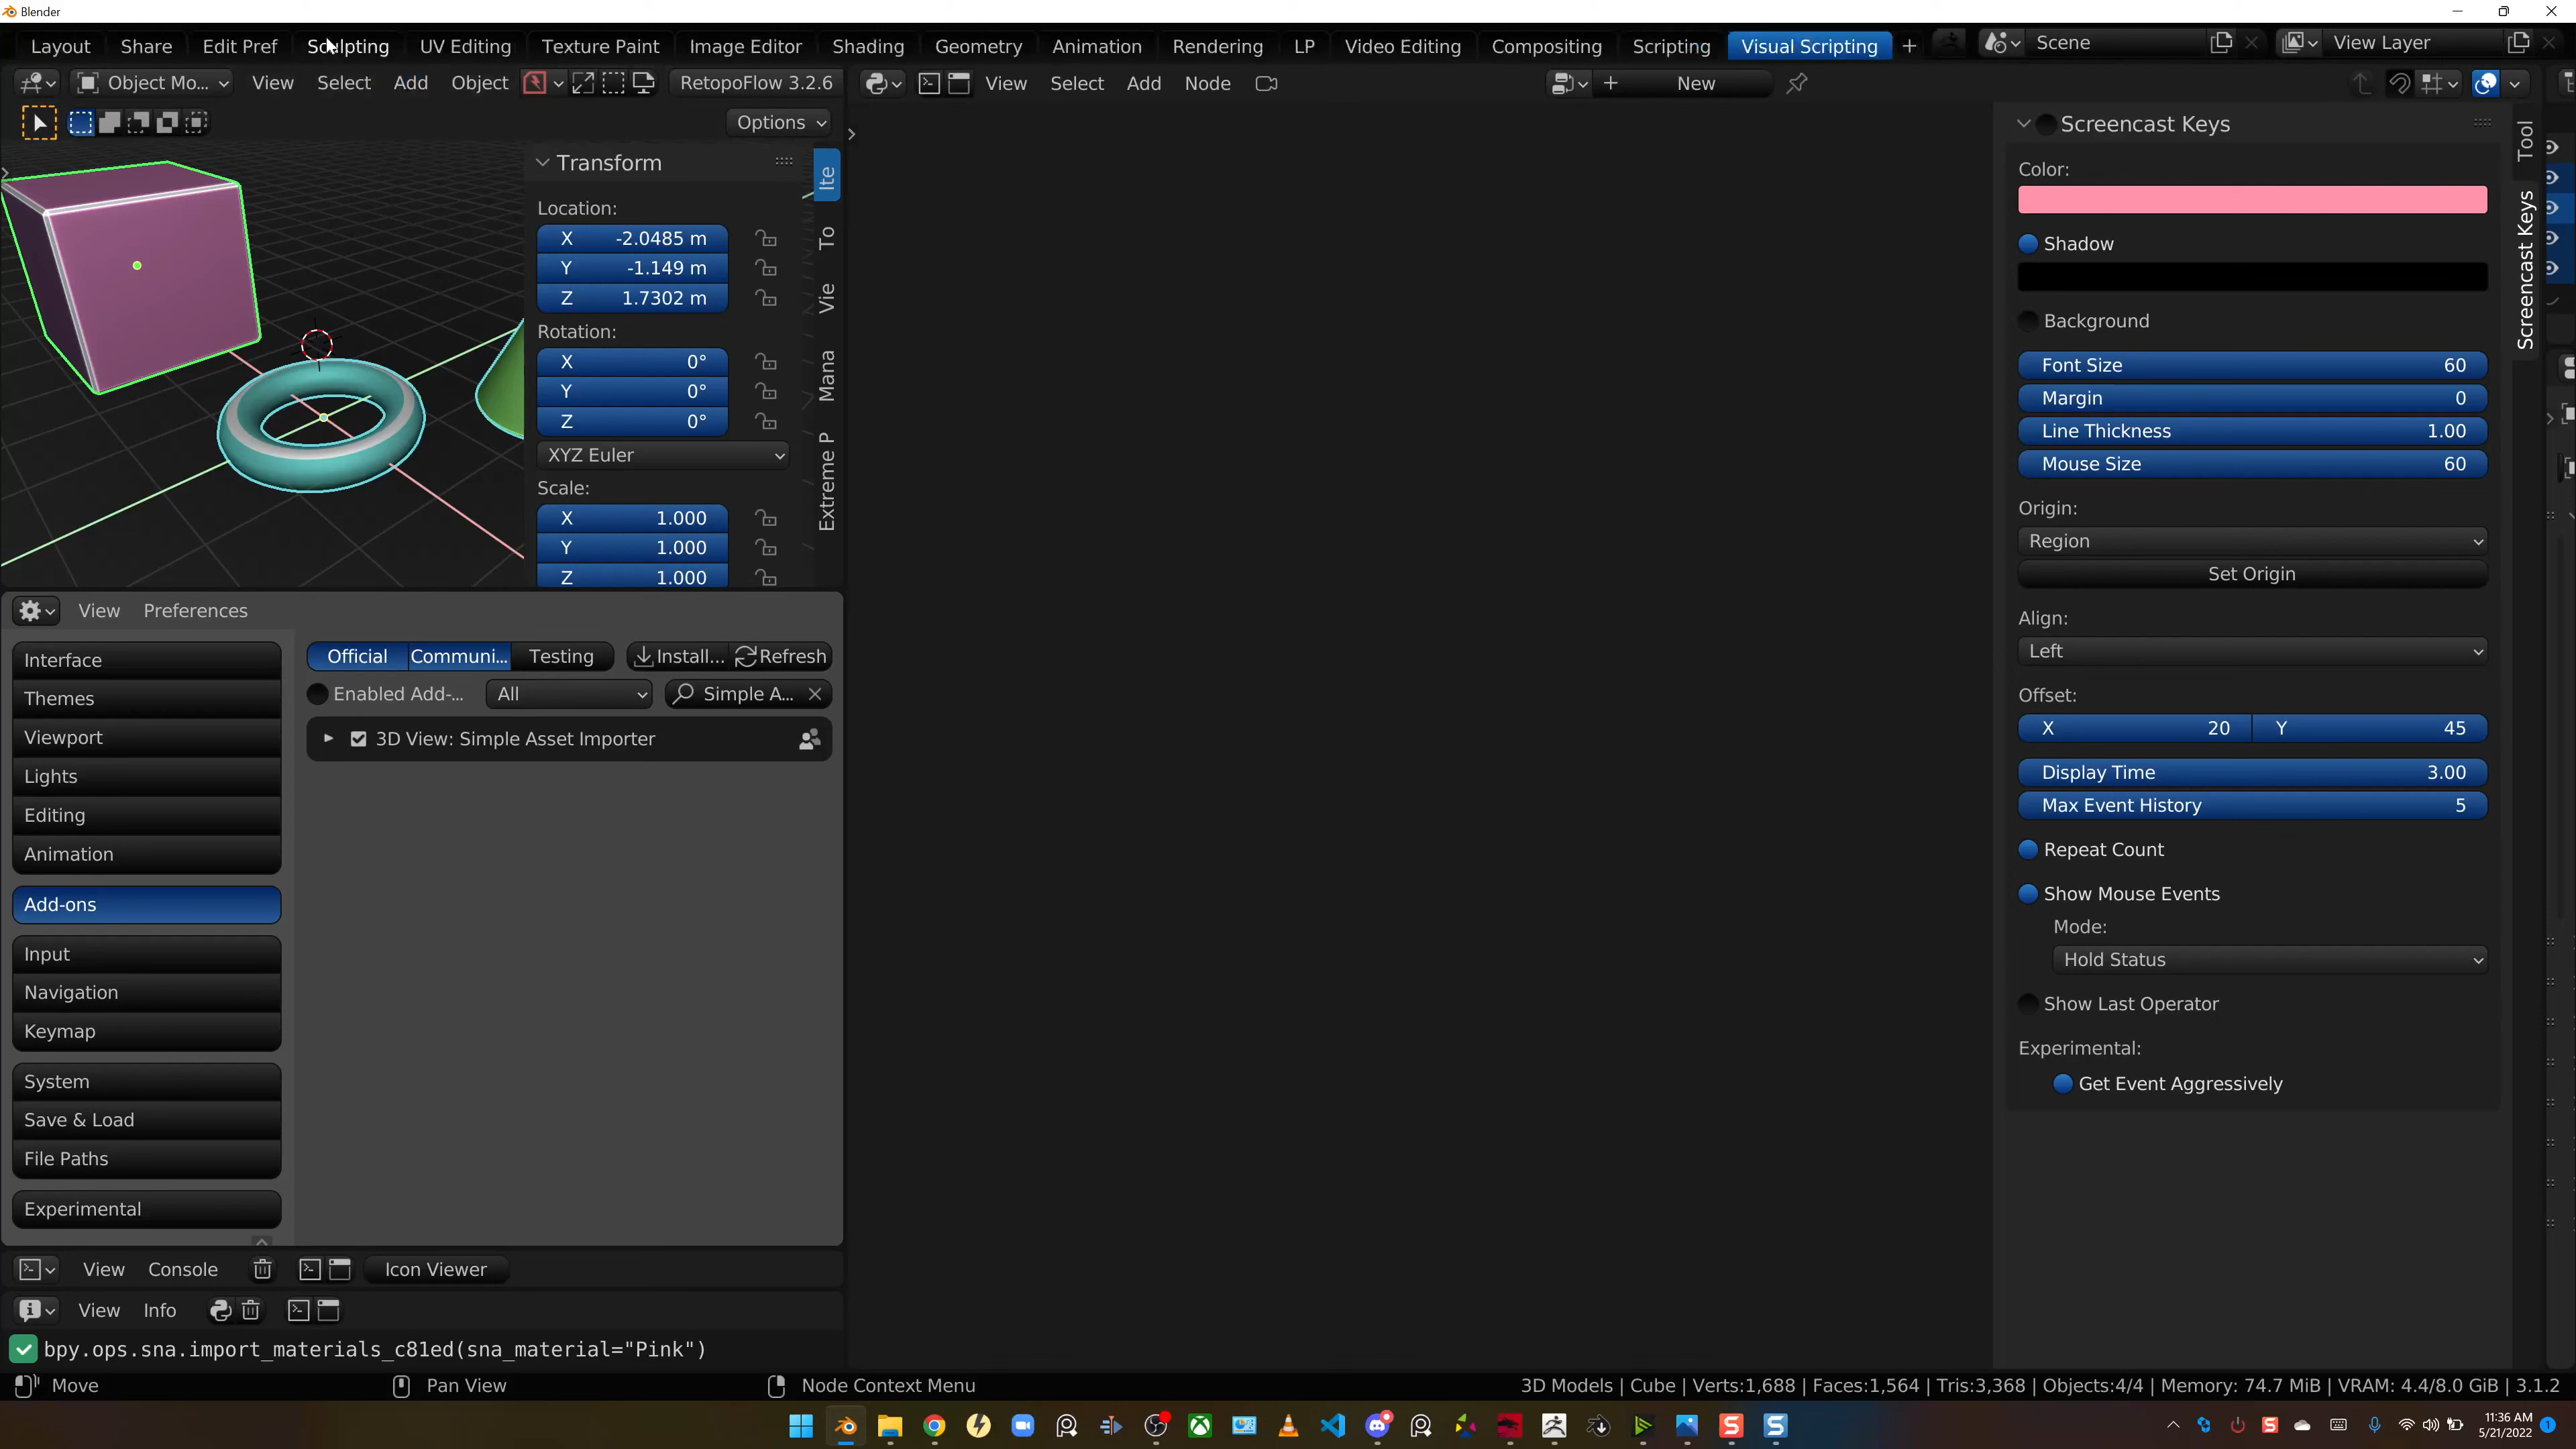 Blender
Layout Share Edit Pref Sculpting UV Editing Texture Paint Image Editor Shading Geometry Animation Rendering LP Video Editing Compositing Scripting Visual Scripting + Scene View Layer
Object Mo... View Select Add Object RetopoFlow 3.2.6
View Select Add Node New
Options
Transform
Location:
X -2.0485 m
Y -1.149 m
Z 1.7302 m
Rotation:
X 0°
Y 0°
Z 0°
XYZ Euler
Scale:
X 1.000
Y 1.000
Z 1.000
Ite
To
Vie
Mana
Extreme P
View Preferences
Interface
Themes
Viewport
Lights
Editing
Animation
Add-ons
Input
Navigation
Keymap
System
Save & Load
File Paths
Experimental
Official Communi... Testing Install... Refresh
Enabled Add-... All Simple A...
3D View: Simple Asset Importer
View Console Icon Viewer
View Info
bpy.ops.sna.import_materials_c81ed(sna_material="Pink")
Screencast Keys
Color:
Shadow
Background
Font Size 60
Margin 0
Line Thickness 1.00
Mouse Size 60
Origin:
Region
Set Origin
Align:
Left
Offset:
X 20 Y 45
Display Time 3.00
Max Event History 5
Repeat Count
Show Mouse Events
Mode:
Hold Status
Show Last Operator
Experimental:
Get Event Aggressively
Tool
Screencast Keys
Move Pan View Node Context Menu
3D Models | Cube | Verts:1,688 | Faces:1,564 | Tris:3,368 | Objects:4/4 | Memory: 74.7 MiB | VRAM: 4.4/8.0 GiB | 3.1.2
11:36 AM
5/21/2022
1